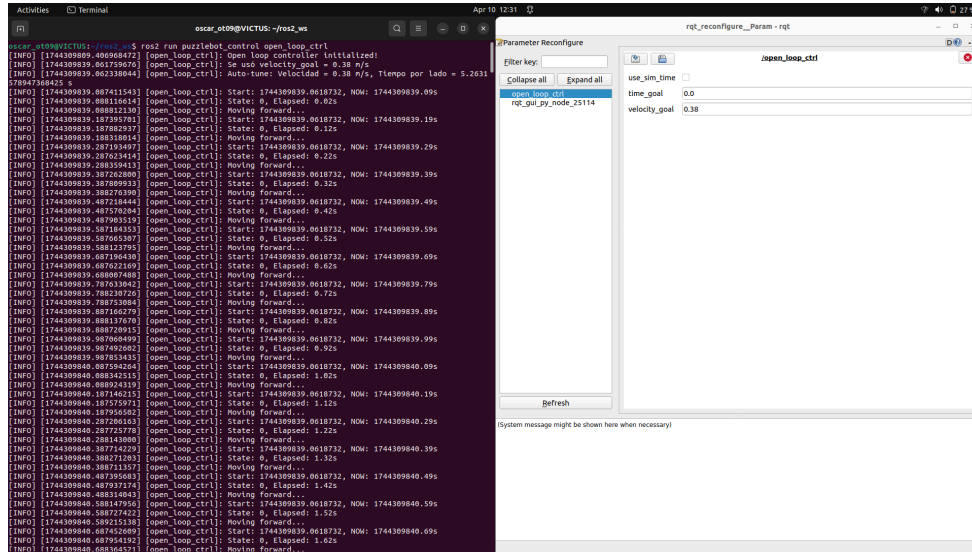 Activities Terminal Apr 10 12:31 27
oscar_ot09@VICTUS: ~/ros2_ws
oscar_ot09@VICTUS:~/ros2_ws$ ros2 run puzzlebot_control open_loop_ctrl
[INFO] [1744309809.406968472] [open_loop_ctrl]: Open loop controller initialized!
[INFO] [1744309839.061759676] [open_loop_ctrl]: Se uso velocity_goal = 0.38 m/s
[INFO] [1744309839.062338044] [open_loop_ctrl]: Auto-tune: Velocidad = 0.38 m/s, Tiempo por lado = 5.2631
578947368425 s
[INFO] [1744309839.087411543] [open_loop_ctrl]: Start: 1744309839.0618732, NOW: 1744309839.09s
[INFO] [1744309839.088116614] [open_loop_ctrl]: State: 0, Elapsed: 0.02s
[INFO] [1744309839.088812130] [open_loop_ctrl]: Moving forward...
[INFO] [1744309839.187395701] [open_loop_ctrl]: Start: 1744309839.0618732, NOW: 1744309839.19s
[INFO] [1744309839.187882937] [open_loop_ctrl]: State: 0, Elapsed: 0.12s
[INFO] [1744309839.188318014] [open_loop_ctrl]: Moving forward...
[INFO] [1744309839.287193497] [open_loop_ctrl]: Start: 1744309839.0618732, NOW: 1744309839.29s
[INFO] [1744309839.287623414] [open_loop_ctrl]: State: 0, Elapsed: 0.22s
[INFO] [1744309839.288359413] [open_loop_ctrl]: Moving forward...
[INFO] [1744309839.387262800] [open_loop_ctrl]: Start: 1744309839.0618732, NOW: 1744309839.39s
[INFO] [1744309839.387809933] [open_loop_ctrl]: State: 0, Elapsed: 0.32s
[INFO] [1744309839.388276390] [open_loop_ctrl]: Moving forward...
[INFO] [1744309839.487218444] [open_loop_ctrl]: Start: 1744309839.0618732, NOW: 1744309839.49s
[INFO] [1744309839.487570204] [open_loop_ctrl]: State: 0, Elapsed: 0.42s
[INFO] [1744309839.487903519] [open_loop_ctrl]: Moving forward...
[INFO] [1744309839.587184353] [open_loop_ctrl]: Start: 1744309839.0618732, NOW: 1744309839.59s
[INFO] [1744309839.587665307] [open_loop_ctrl]: State: 0, Elapsed: 0.52s
[INFO] [1744309839.588123795] [open_loop_ctrl]: Moving forward...
[INFO] [1744309839.687196430] [open_loop_ctrl]: Start: 1744309839.0618732, NOW: 1744309839.69s
[INFO] [1744309839.687622169] [open_loop_ctrl]: State: 0, Elapsed: 0.62s
[INFO] [1744309839.688007488] [open_loop_ctrl]: Moving forward...
[INFO] [1744309839.787633042] [open_loop_ctrl]: Start: 1744309839.0618732, NOW: 1744309839.79s
[INFO] [1744309839.788230726] [open_loop_ctrl]: State: 0, Elapsed: 0.72s
[INFO] [1744309839.788753084] [open_loop_ctrl]: Moving forward...
[INFO] [1744309839.887166279] [open_loop_ctrl]: Start: 1744309839.0618732, NOW: 1744309839.89s
[INFO] [1744309839.888137670] [open_loop_ctrl]: State: 0, Elapsed: 0.82s
[INFO] [1744309839.888720915] [open_loop_ctrl]: Moving forward...
[INFO] [1744309839.987060499] [open_loop_ctrl]: Start: 1744309839.0618732, NOW: 1744309839.99s
[INFO] [1744309839.987492602] [open_loop_ctrl]: State: 0, Elapsed: 0.92s
[INFO] [1744309839.987853435] [open_loop_ctrl]: Moving forward...
[INFO] [1744309840.087594264] [open_loop_ctrl]: Start: 1744309839.0618732, NOW: 1744309840.09s
[INFO] [1744309840.088342515] [open_loop_ctrl]: State: 0, Elapsed: 1.02s
[INFO] [1744309840.088924319] [open_loop_ctrl]: Moving forward...
[INFO] [1744309840.187146215] [open_loop_ctrl]: Start: 1744309839.0618732, NOW: 1744309840.19s
[INFO] [1744309840.187575971] [open_loop_ctrl]: State: 0, Elapsed: 1.12s
[INFO] [1744309840.187956502] [open_loop_ctrl]: Moving forward...
[INFO] [1744309840.287206163] [open_loop_ctrl]: Start: 1744309839.0618732, NOW: 1744309840.29s
[INFO] [1744309840.287725778] [open_loop_ctrl]: State: 0, Elapsed: 1.22s
[INFO] [1744309840.288143000] [open_loop_ctrl]: Moving forward...
[INFO] [1744309840.387714229] [open_loop_ctrl]: Start: 1744309839.0618732, NOW: 1744309840.39s
[INFO] [1744309840.388271203] [open_loop_ctrl]: State: 0, Elapsed: 1.32s
[INFO] [1744309840.388711357] [open_loop_ctrl]: Moving forward...
[INFO] [1744309840.487395683] [open_loop_ctrl]: Start: 1744309839.0618732, NOW: 1744309840.49s
[INFO] [1744309840.487937174] [open_loop_ctrl]: State: 0, Elapsed: 1.42s
[INFO] [1744309840.488314043] [open_loop_ctrl]: Moving forward...
[INFO] [1744309840.588147956] [open_loop_ctrl]: Start: 1744309839.0618732, NOW: 1744309840.59s
[INFO] [1744309840.588727422] [open_loop_ctrl]: State: 0, Elapsed: 1.52s
[INFO] [1744309840.589215138] [open_loop_ctrl]: Moving forward...
[INFO] [1744309840.687452609] [open_loop_ctrl]: Start: 1744309839.0618732, NOW: 1744309840.69s
[INFO] [1744309840.687954192] [open_loop_ctrl]: State: 0, Elapsed: 1.62s
[INFO] [1744309840.688364521] [open_loop_ctrl]: Moving forward...
rqt_reconfigure__Param - rqt
Parameter Reconfigure
Filter key:
Collapse all Expand all
open_loop_ctrl
rqt_gui_py_node_25114
Refresh
/open_loop_ctrl
use_sim_time
time_goal 0.0
velocity_goal 0.38
(System message might be shown here when necessary)